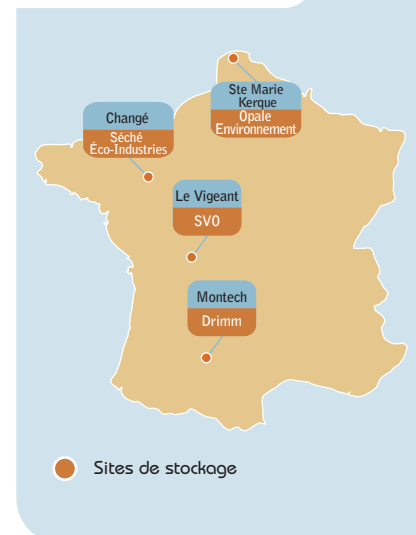 Ste Marie
Kerque
Opale
Environnement
Changé
Séché
Éco-Industries
Le Vigeant
SVO
Montech
Drimm
Sites de stockage